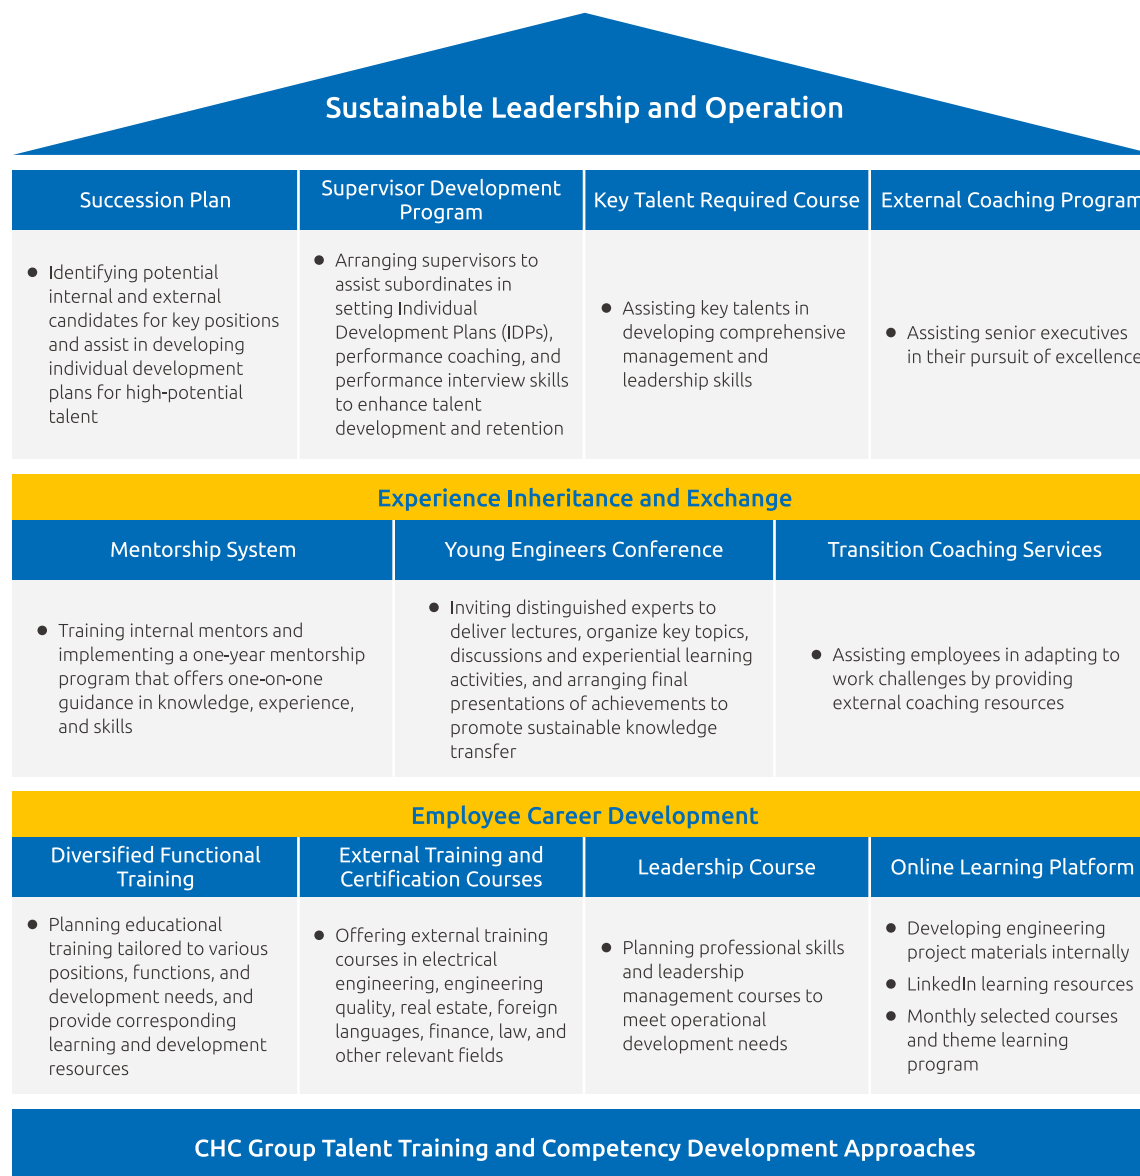 Sustainable Leadership and Operation
Succession Plan
Supervisor Development
Program
Key Talent Required Course
External Coaching Program
● Identifying potential
internal and external
candidates for key positions
and assist in developing
individual development
plans for high-potential
talent
● Arranging supervisors to
assist subordinates in
setting Individual
Development Plans (IDPs),
performance coaching, and
performance interview skills
to enhance talent
development and retention
● Assisting key talents in
developing comprehensive
management and
leadership skills
● Assisting senior executives
in their pursuit of excellence
Experience Inheritance and Exchange
Mentorship System
Young Engineers Conference
Transition Coaching Services
● Training internal mentors and
implementing a one-year mentorship
program that offers one-on-one
guidance in knowledge, experience,
and skills
● Inviting distinguished experts to
deliver lectures, organize key topics,
discussions and experiential learning
activities, and arranging final
presentations of achievements to
promote sustainable knowledge
transfer
● Assisting employees in adapting to
work challenges by providing
external coaching resources
Employee Career Development
Diversified Functional
Training
External Training and
Certification Courses
Leadership Course
Online Learning Platform
● Planning educational
training tailored to various
positions, functions, and
development needs, and
provide corresponding
learning and development
resources
● Offering external training
courses in electrical
engineering, engineering
quality, real estate, foreign
languages, finance, law, and
other relevant fields
● Planning professional skills
and leadership
management courses to
meet operational
development needs
● Developing engineering
project materials internally
● LinkedIn learning resources
● Monthly selected courses
and theme learning
program
CHC Group Talent Training and Competency Development Approaches